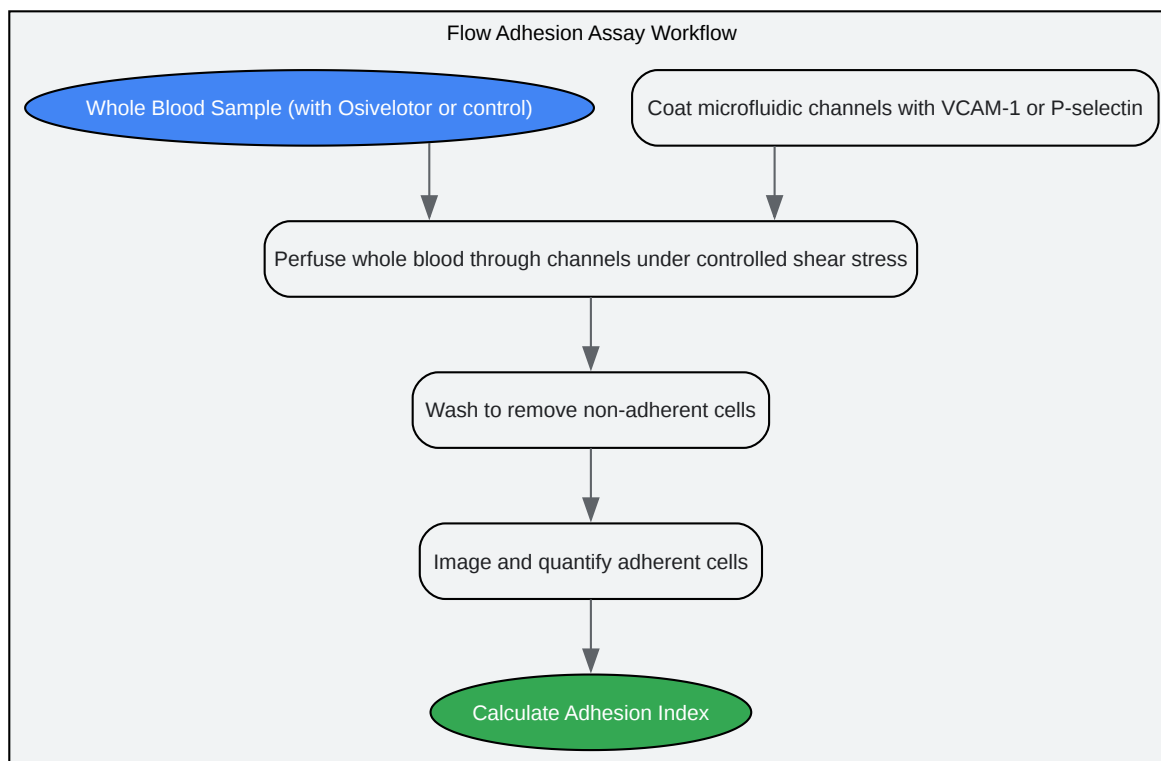 Flow Adhesion Assay Workflow
Whole Blood Sample (with Osivelotor or control)
Coat microfluidic channels with VCAM-1 or P-selectin
Perfuse whole blood through channels under controlled shear stress
Wash to remove non-adherent cells
Image and quantify adherent cells
Calculate Adhesion Index